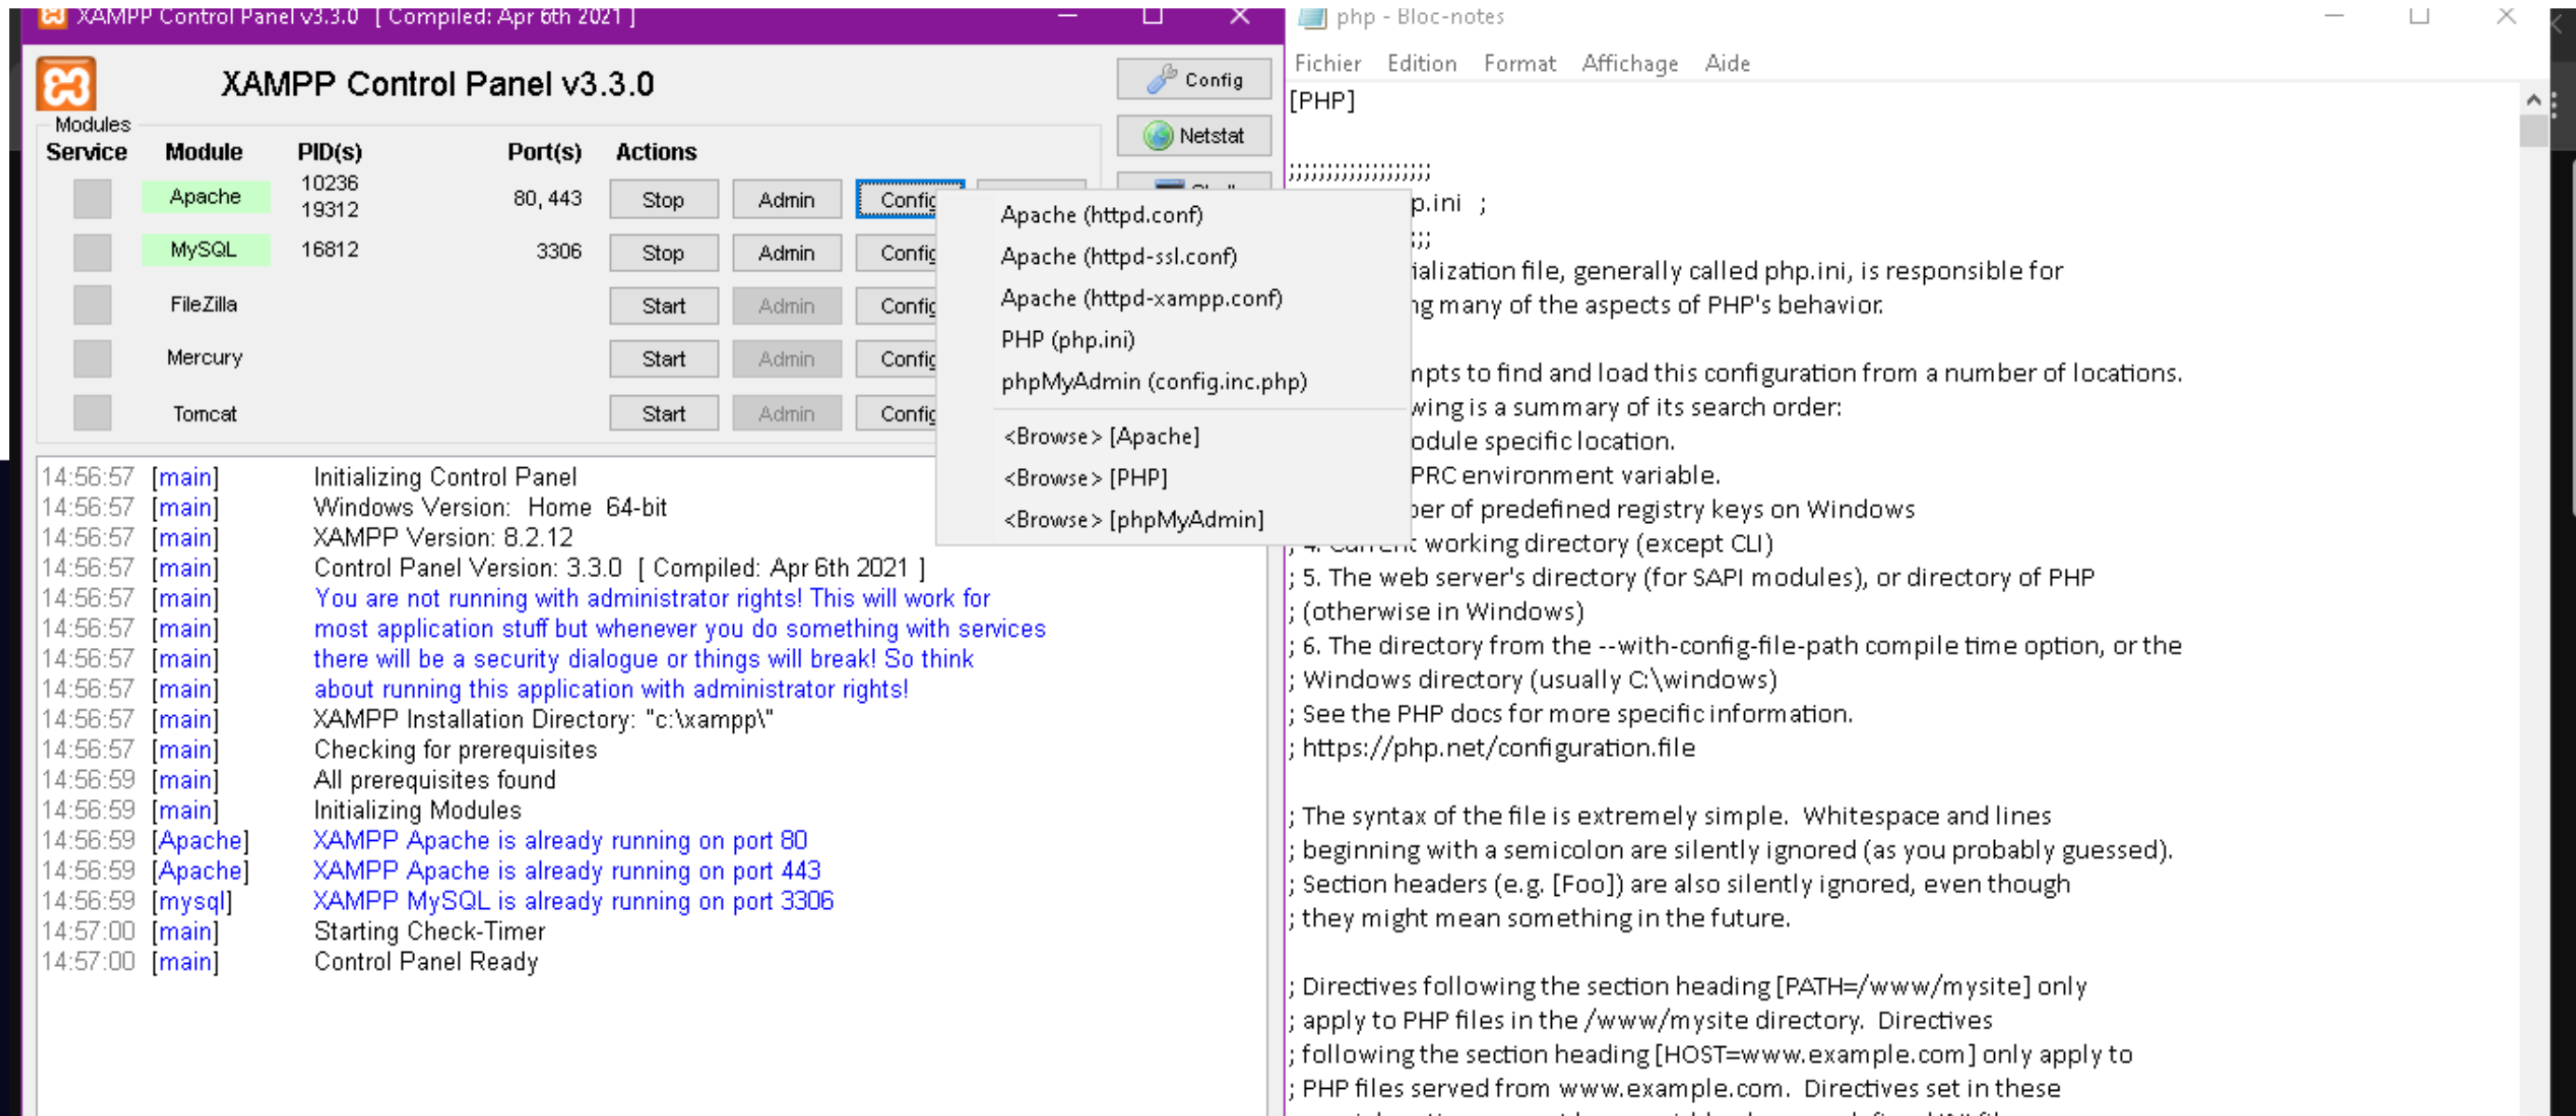 XAMPP Control Panel v3.3.0 [ Compiled: Apr 6th 2021 ]
XAMPP Control Panel v3.3.0
Config
Modules
Netstat
Service Module PID(s) Port(s) Actions
Apache 10236 19312 80, 443 Stop Admin Config
MySQL 16812 3306 Stop Admin Config
FileZilla Start Admin Config
Mercury Start Admin Config
Tomcat Start Admin Config
Apache (httpd.conf)
Apache (httpd-ssl.conf)
Apache (httpd-xampp.conf)
PHP (php.ini)
phpMyAdmin (config.inc.php)
<Browse> [Apache]
<Browse> [PHP]
<Browse> [phpMyAdmin]
14:56:57 [main] Initializing Control Panel
14:56:57 [main] Windows Version: Home 64-bit
14:56:57 [main] XAMPP Version: 8.2.12
14:56:57 [main] Control Panel Version: 3.3.0 [ Compiled: Apr 6th 2021 ]
14:56:57 [main] You are not running with administrator rights! This will work for
14:56:57 [main] most application stuff but whenever you do something with services
14:56:57 [main] there will be a security dialogue or things will break! So think
14:56:57 [main] about running this application with administrator rights!
14:56:57 [main] XAMPP Installation Directory: "c:\xampp\"
14:56:57 [main] Checking for prerequisites
14:56:59 [main] All prerequisites found
14:56:59 [main] Initializing Modules
14:56:59 [Apache] XAMPP Apache is already running on port 80
14:56:59 [Apache] XAMPP Apache is already running on port 443
14:56:59 [mysql] XAMPP MySQL is already running on port 3306
14:57:00 [main] Starting Check-Timer
14:57:00 [main] Control Panel Ready
php - Bloc-notes
Fichier Edition Format Affichage Aide
[PHP]
;;;;;;;;;;;;;;;;;;;
p.ini ;
;;;
ialization file, generally called php.ini, is responsible for
ng many of the aspects of PHP's behavior.
mpts to find and load this configuration from a number of locations.
wing is a summary of its search order:
odule specific location.
PRC environment variable.
ber of predefined registry keys on Windows
; 4. Current working directory (except CLI)
; 5. The web server's directory (for SAPI modules), or directory of PHP
; (otherwise in Windows)
; 6. The directory from the --with-config-file-path compile time option, or the
; Windows directory (usually C:\windows)
; See the PHP docs for more specific information.
; https://php.net/configuration.file
; The syntax of the file is extremely simple.  Whitespace and lines
; beginning with a semicolon are silently ignored (as you probably guessed).
; Section headers (e.g. [Foo]) are also silently ignored, even though
; they might mean something in the future.
; Directives following the section heading [PATH=/www/mysite] only
; apply to PHP files in the /www/mysite directory.  Directives
; following the section heading [HOST=www.example.com] only apply to
; PHP files served from www.example.com.  Directives set in these